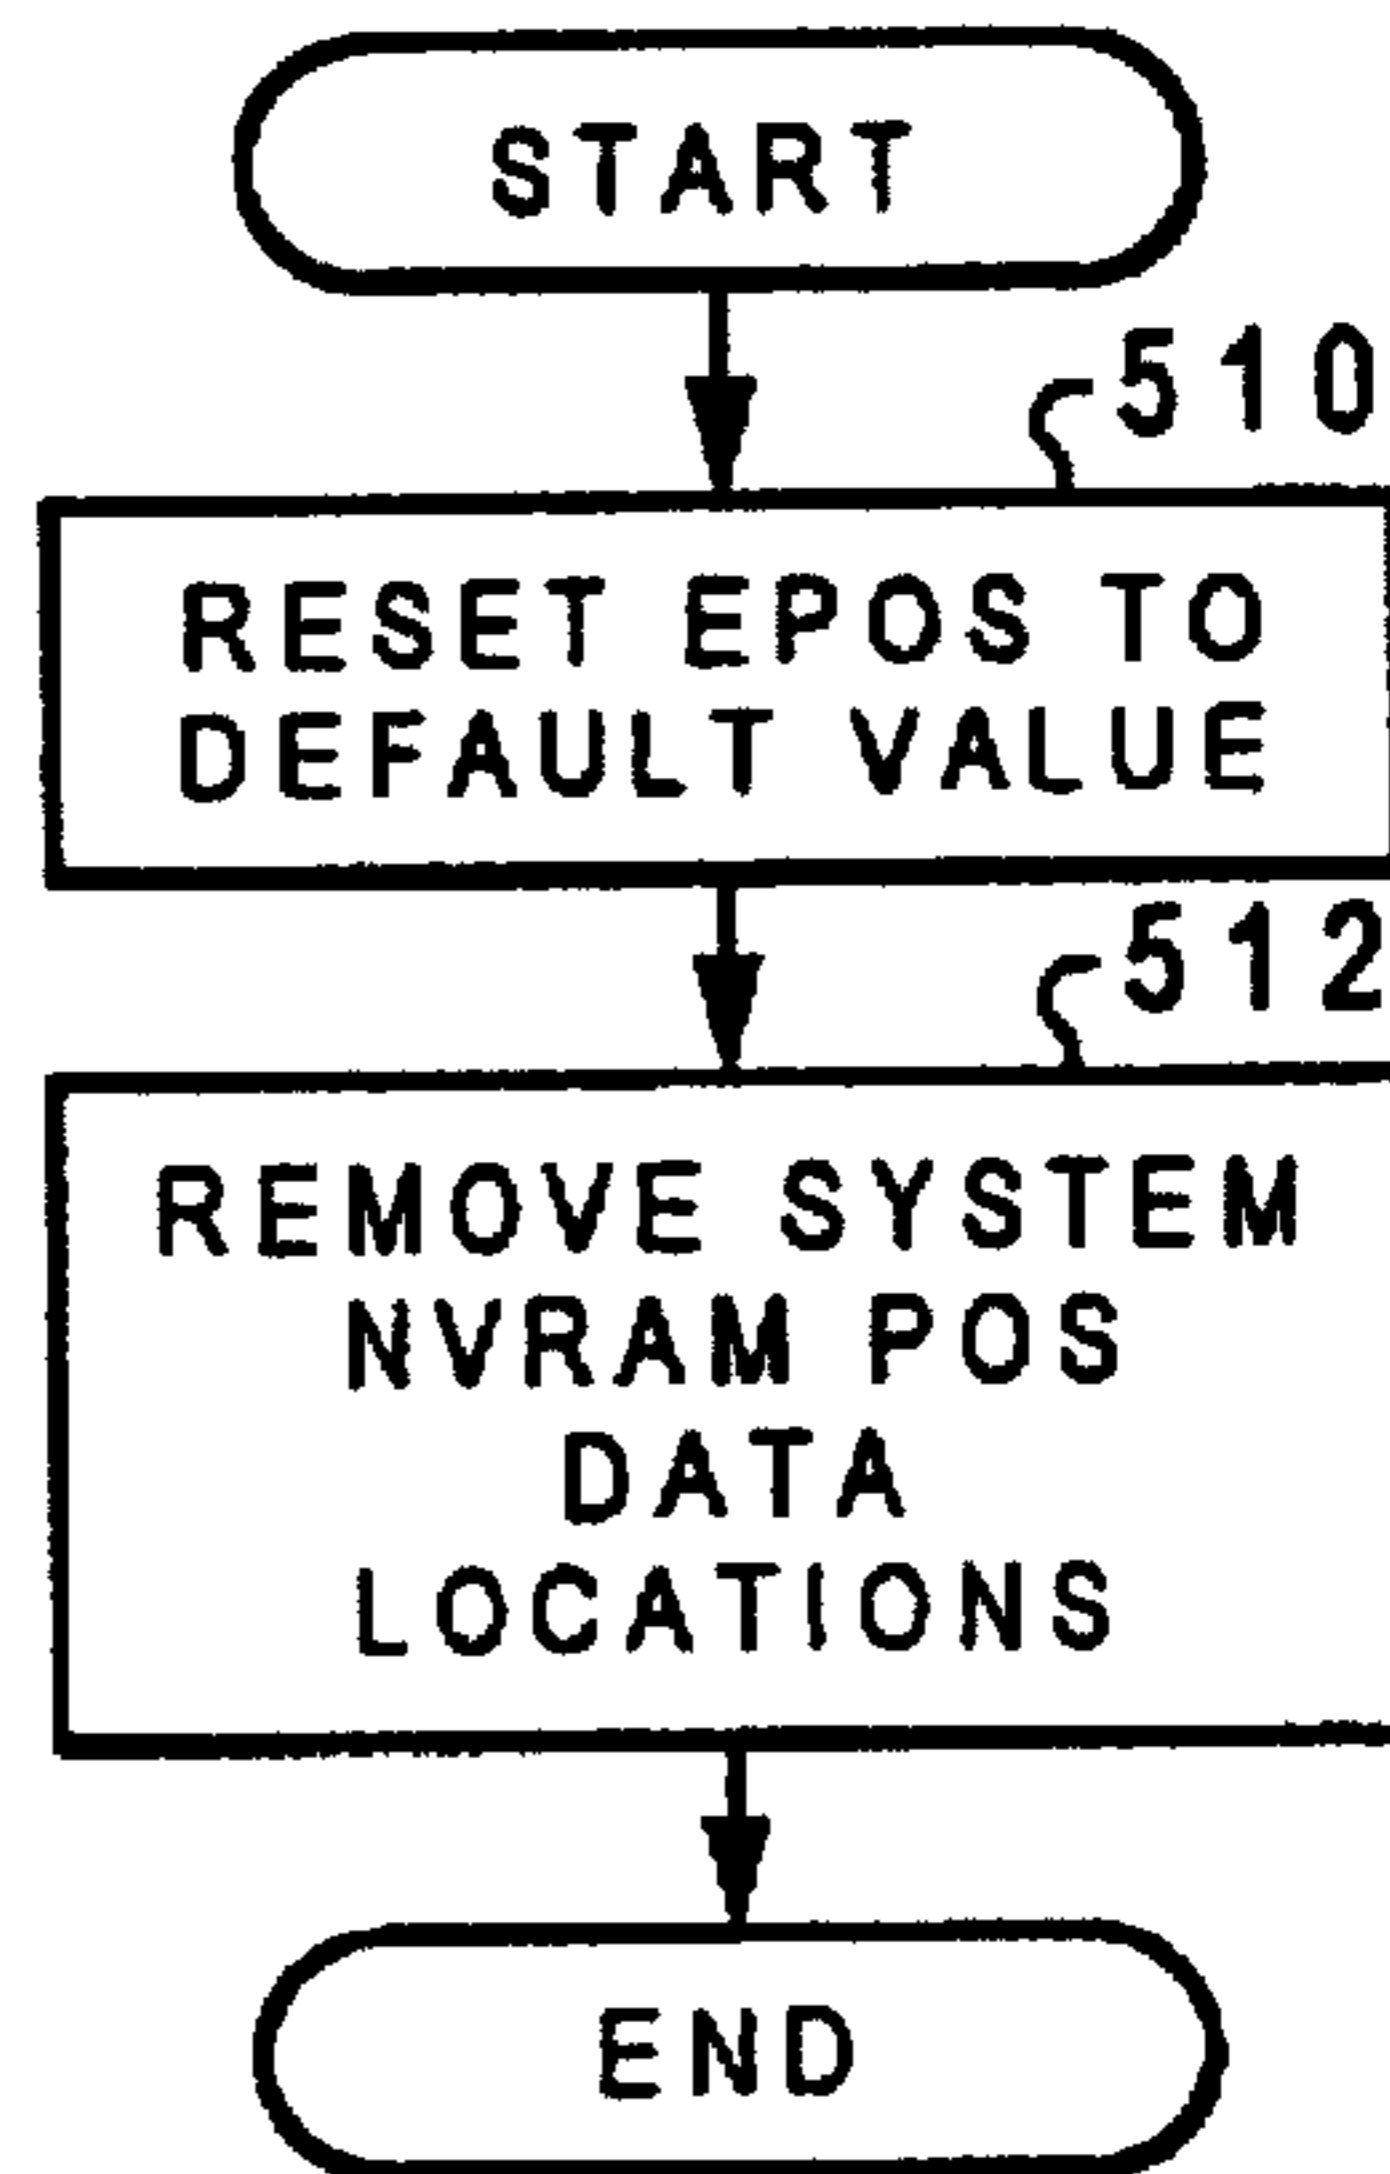 START
510
RESET EPOS TO
DEFAULT VALUE
512
REMOVE SYSTEM
NVRAM POS
DATA
LOCATIONS
END